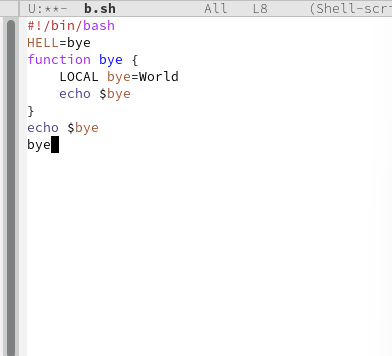 U:**- b.sh All L8 (Shell-scr
#!/bin/bash
HELL=bye
function bye {
    LOCAL bye=World
    echo $bye
}
echo $bye
bye